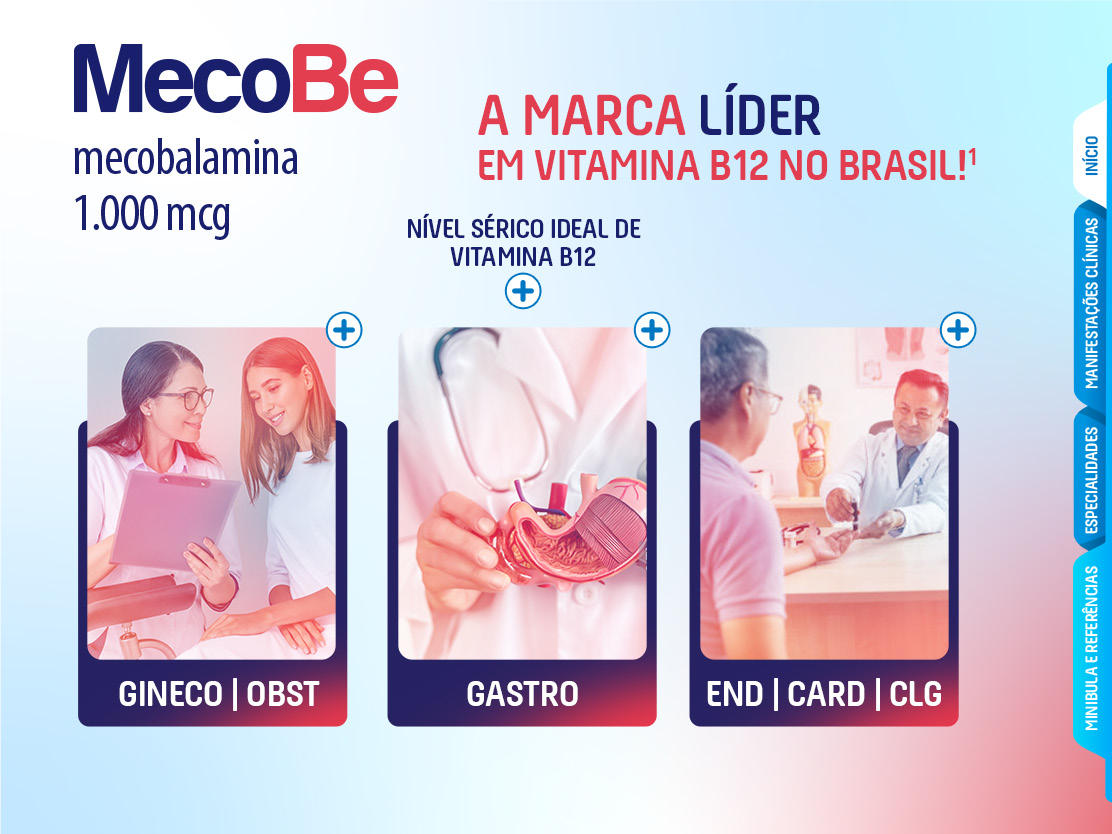 MecoBe
mecobalamina
1.000 mcg
A MARCA LÍDER
EM VITAMINA B12 NO BRASIL!¹
NÍVEL SÉRICO IDEAL DE
VITAMINA B12
GINECO | OBST
GASTRO
END | CARD | CLG
INÍCIO
MANIFESTAÇÕES CLÍNICAS
ESPECIALIDADES
MINIBULA E REFERÊNCIAS